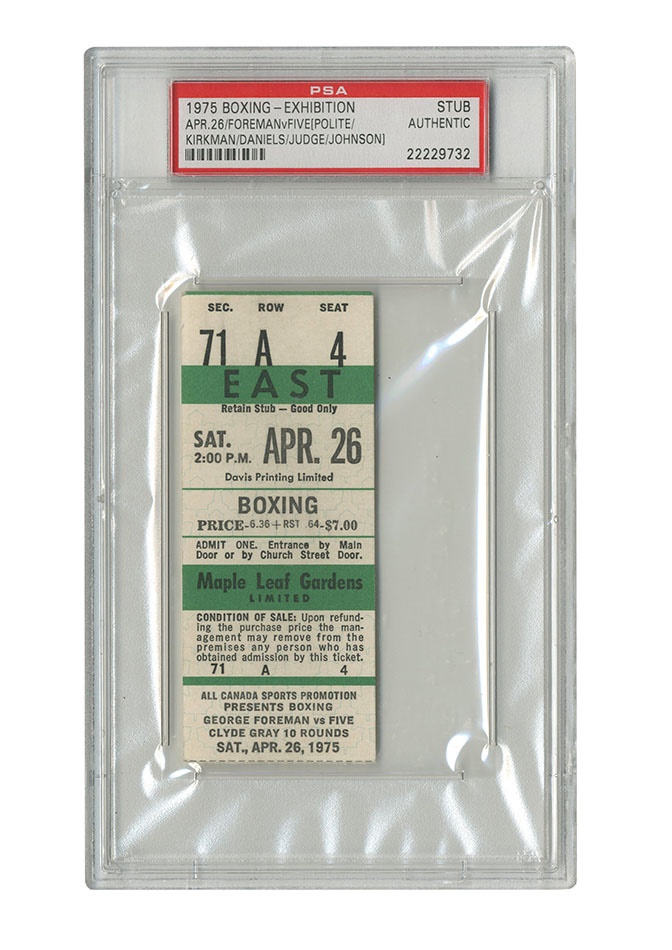 PSA
1975 BOXING – EXHIBITION STUB
APR.26/FOREMANvFIVE[POLITE/ AUTHENTIC
KIRKMAN/DANIELS/JUDGE/JOHNSON]
22229732
SEC. ROW SEAT
71 A 4
EAST
Retain Stub — Good Only
SAT. APR. 26
2:00 P.M.
Davis Printing Limited
BOXING
PRICE-6.36+RST .64-$7.00
ADMIT ONE. Entrance by Main
Door or by Church Street Door.
Maple Leaf Gardens
LIMITED
CONDITION OF SALE: Upon refund-
ing the purchase price the man-
agement may remove from the
premises any person who has
obtained admission by this ticket.
71 A 4
ALL CANADA SPORTS PROMOTION
PRESENTS BOXING
GEORGE FOREMAN vs FIVE
CLYDE GRAY 10 ROUNDS
SAT., APR. 26, 1975